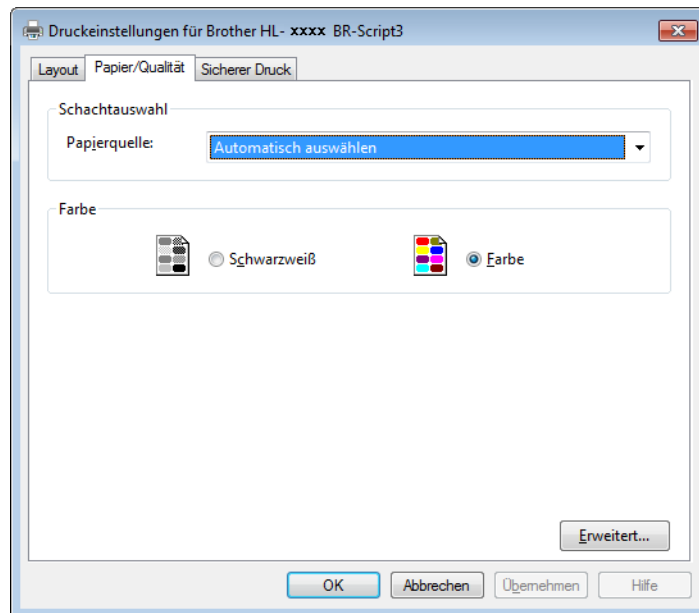 Druckeinstellungen für Brother HL- xxxx BR-Script3
Layout Papier/Qualität Sicherer Druck
Schachtauswahl
Papierquelle: Automatisch auswählen
Farbe
Schwarzweiß Farbe
Erweitert...
OK Abbrechen Übernehmen Hilfe